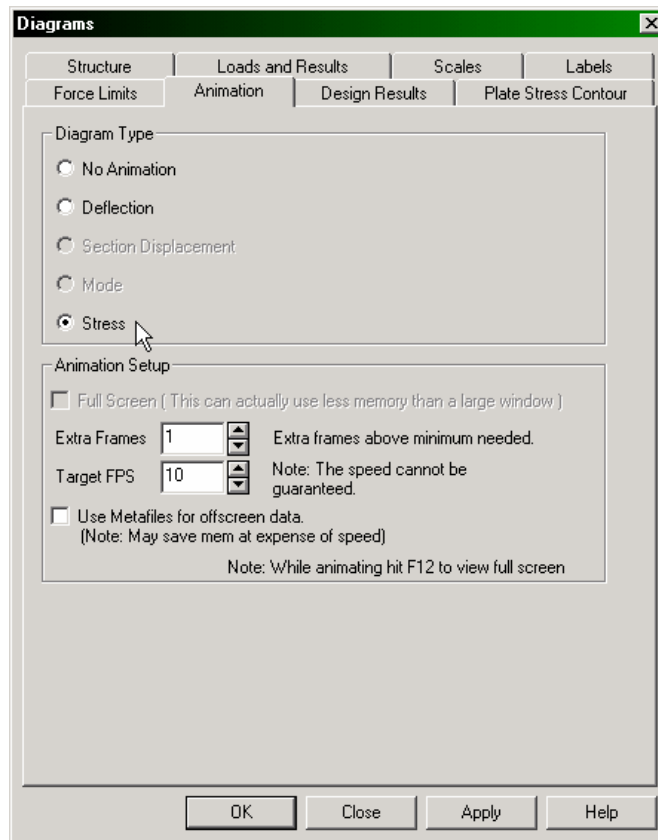 Diagrams
Structure Loads and Results Scales Labels
Force Limits Animation Design Results Plate Stress Contour
Diagram Type
No Animation
Deflection
Section Displacement
Mode
Stress
Animation Setup
Full Screen ( This can actually use less memory than a large window )
Extra Frames 1 Extra frames above minimum needed.
Target FPS 10 Note: The speed cannot be
guaranteed.
Use Metafiles for offscreen data.
(Note: May save mem at expense of speed)
Note: While animating hit F12 to view full screen
OK Close Apply Help